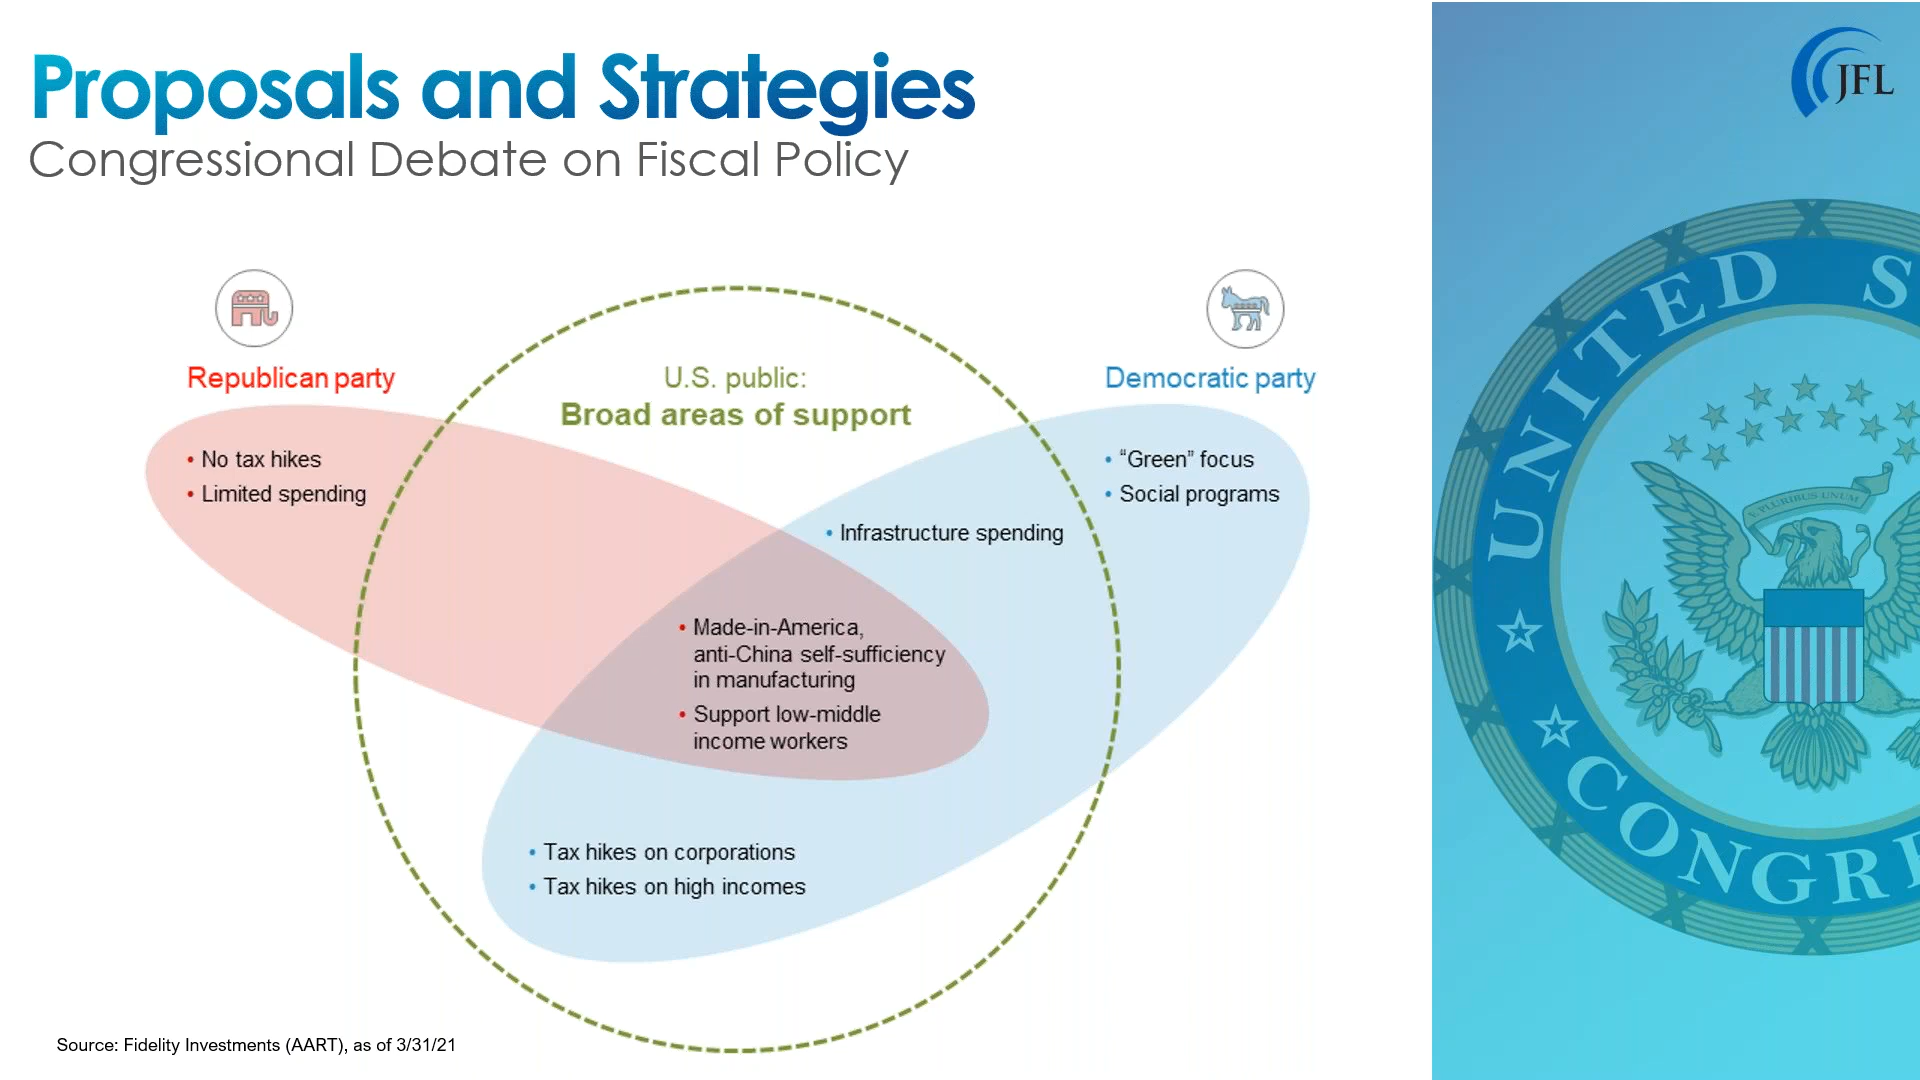 Proposals and Strategies
Congressional Debate on Fiscal Policy
JFL
Republican party
• No tax hikes
• Limited spending
U.S. public:
Broad areas of support
Democratic party
• “Green” focus
• Social programs
• Infrastructure spending
• Made-in-America,
anti-China self-sufficiency
in manufacturing
• Support low-middle
income workers
• Tax hikes on corporations
• Tax hikes on high incomes
Source: Fidelity Investments (AART), as of 3/31/21
UNITED S
E PLURIBUS UNUM
CONGRE